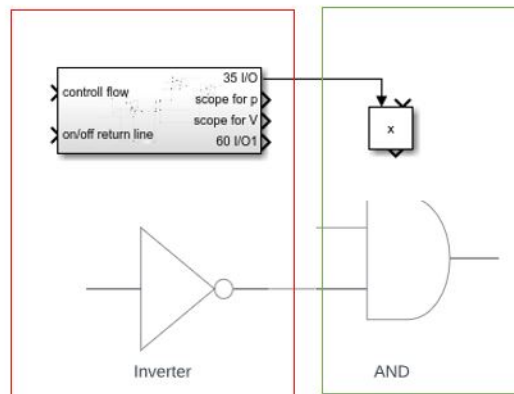 35 I/O
controll flow
scope for p
scope for V
on/off return line
60 I/O1
x
Inverter
AND